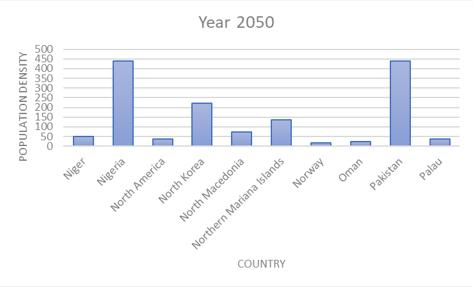 Year 2050
POPULATION DENSITY
500
450
400
350
300
250
200
150
100
50
0
Niger
Nigeria
North America
North Korea
North Macedonia
Northern Mariana Islands
Norway
Oman
Pakistan
Palau
COUNTRY